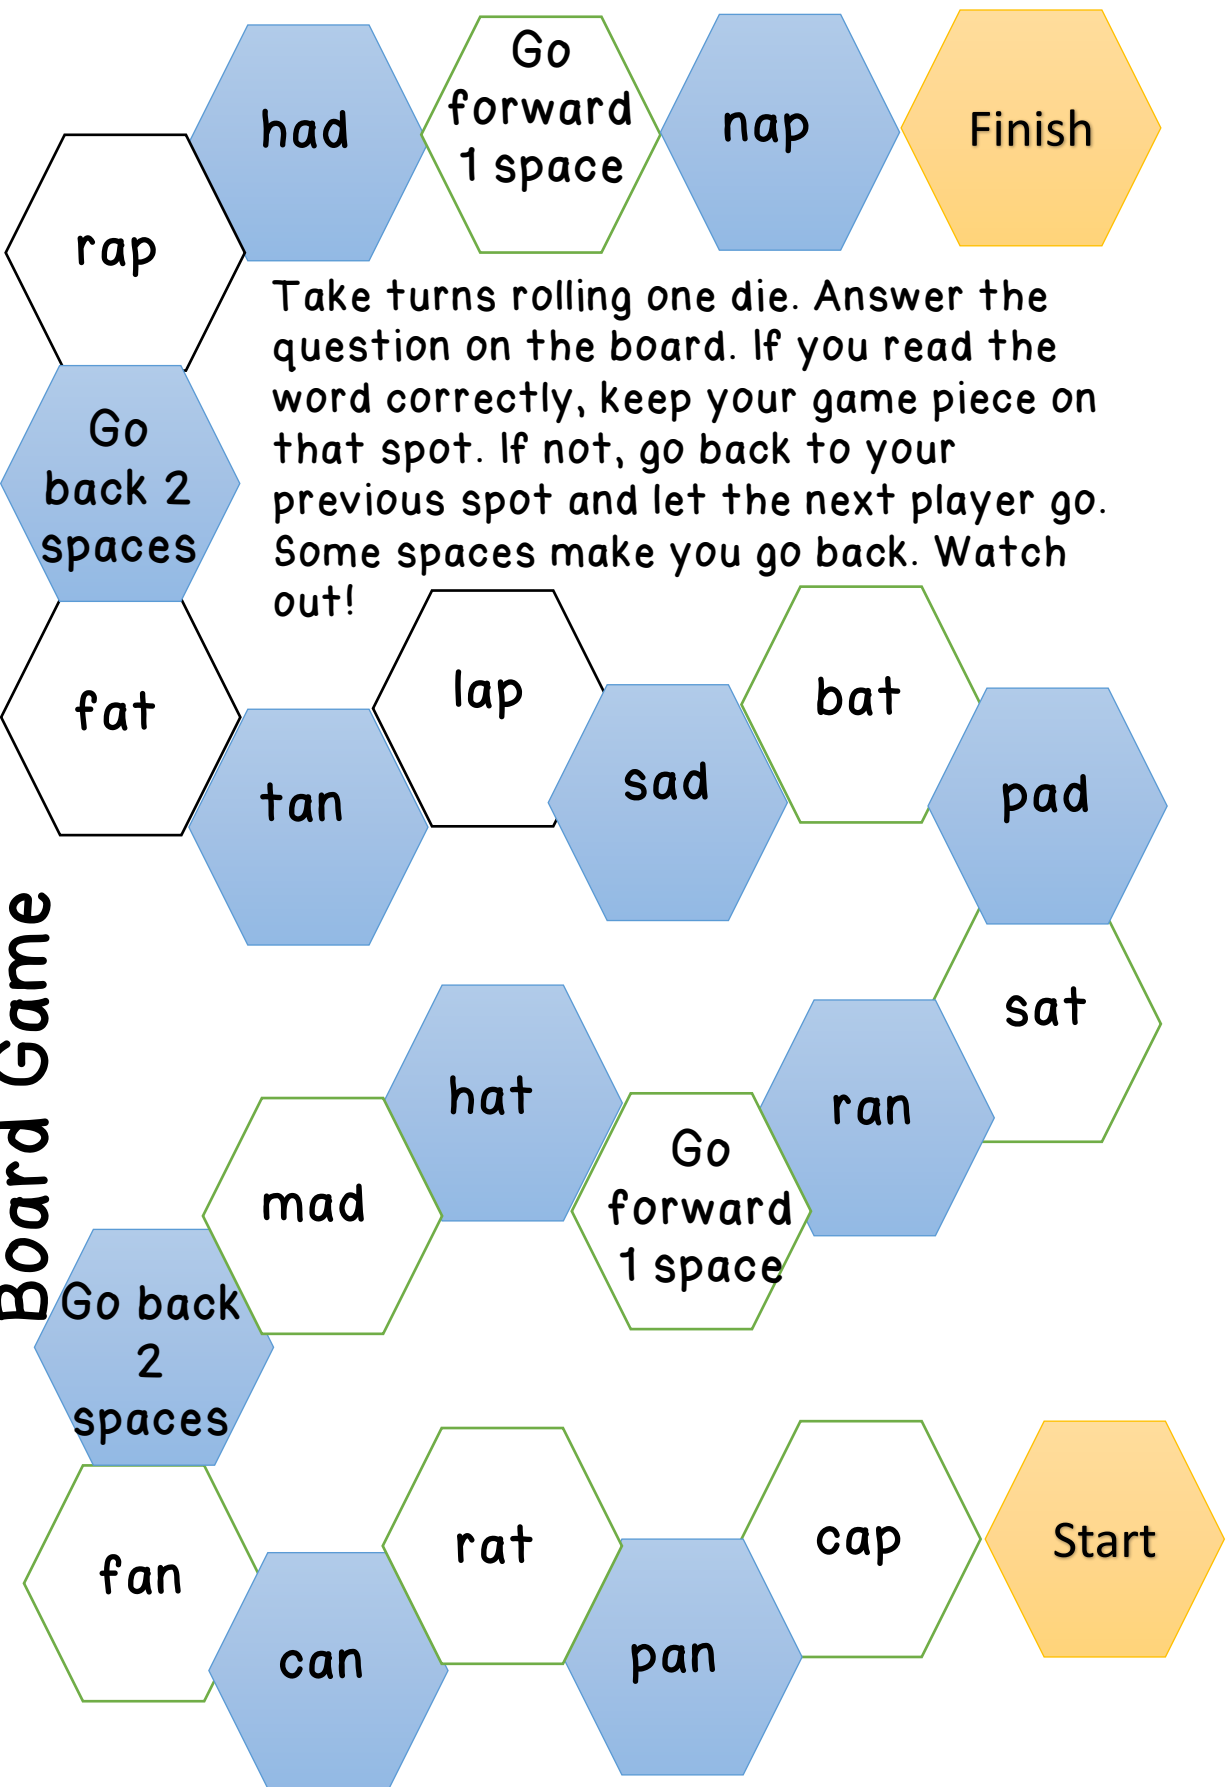 had
Go
forward
1 space
nap
Finish
rap
Take turns rolling one die. Answer the
question on the board. If you read the
word correctly, keep your game piece on
that spot. If not, go back to your
previous spot and let the next player go.
Some spaces make you go back. Watch
out!
Go
back 2
spaces
fat
tan
lap
sad
bat
pad
sat
ran
Go
forward
1 space
hat
mad
Go back
2
spaces
fan
can
rat
pan
cap
Start
Board Game